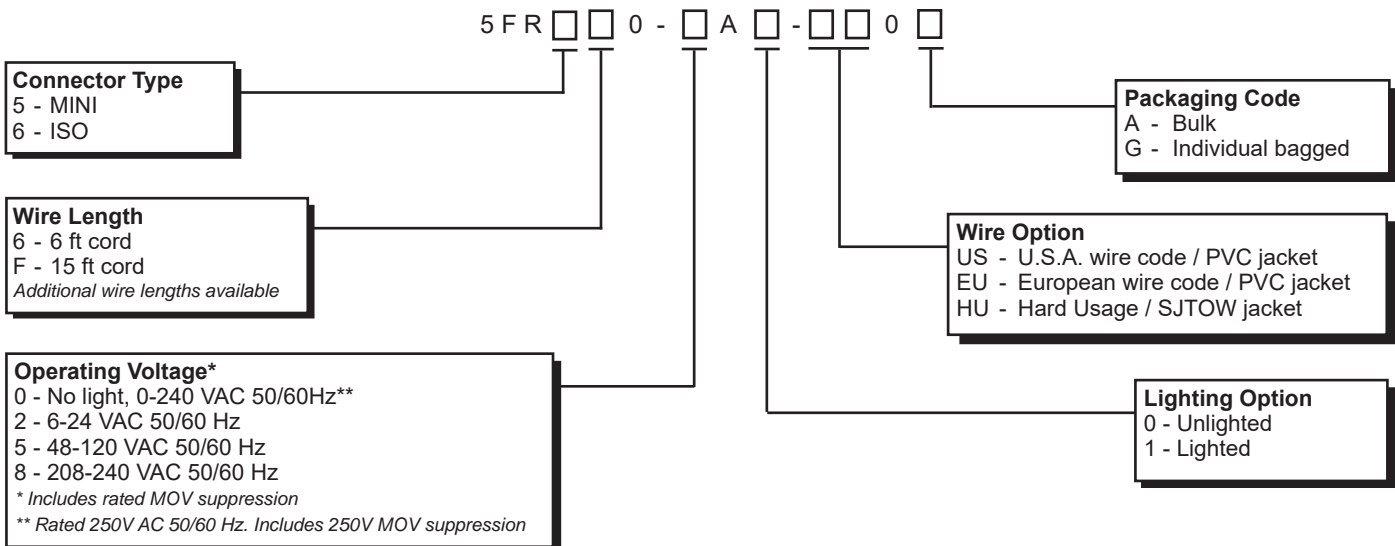 5 F R □ □ 0 - □ A □ - □ □ 0 □
Connector Type
5 - MINI
6 - ISO
Wire Length
6 - 6 ft cord
F - 15 ft cord
Additional wire lengths available
Operating Voltage*
0 - No light, 0-240 VAC 50/60Hz**
2 - 6-24 VAC 50/60 Hz
5 - 48-120 VAC 50/60 Hz
8 - 208-240 VAC 50/60 Hz
* Includes rated MOV suppression
** Rated 250V AC 50/60 Hz. Includes 250V MOV suppression
Packaging Code
A - Bulk
G - Individual bagged
Wire Option
US - U.S.A. wire code / PVC jacket
EU - European wire code / PVC jacket
HU - Hard Usage / SJTOW jacket
Lighting Option
0 - Unlighted
1 - Lighted